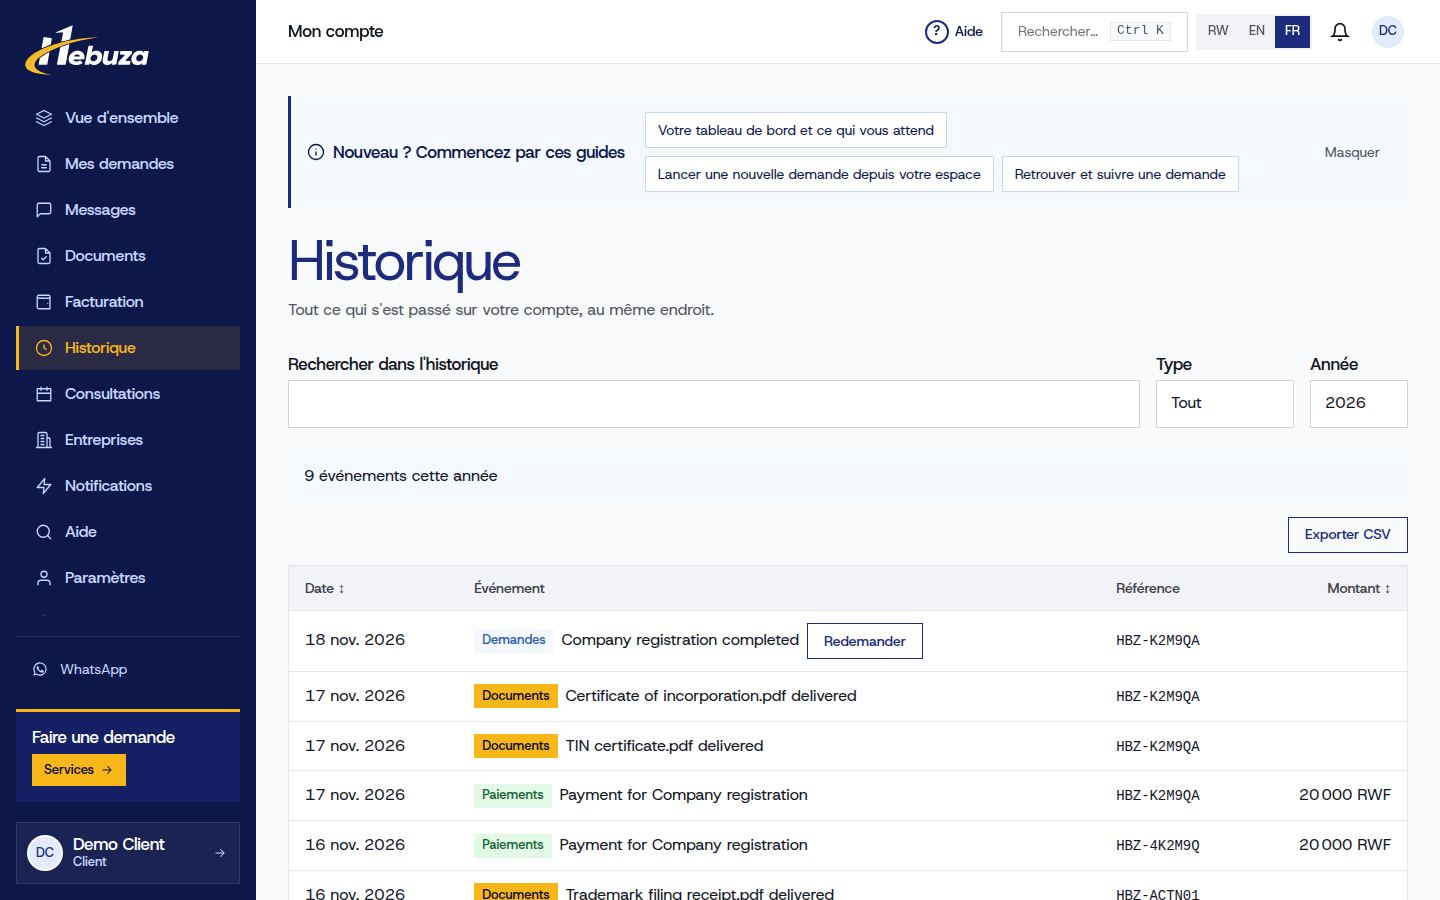 Hebuza
Vue d'ensemble
Mes demandes
Messages
Documents
Facturation
Historique
Consultations
Entreprises
Notifications
Aide
Paramètres
WhatsApp
Faire une demande
Services →
DC
Demo Client
Client
→
Mon compte
? Aide
Rechercher... Ctrl K
RW EN FR
DC
Nouveau ? Commencez par ces guides
Votre tableau de bord et ce qui vous attend
Lancer une nouvelle demande depuis votre espace
Retrouver et suivre une demande
Masquer
Historique
Tout ce qui s'est passé sur votre compte, au même endroit.
Rechercher dans l'historique
Type
Tout
Année
2026
9 événements cette année
Exporter CSV
Date ↕ Événement Référence Montant ↕
18 nov. 2026 Demandes Company registration completed Redemander HBZ-K2M9QA
17 nov. 2026 Documents Certificate of incorporation.pdf delivered HBZ-K2M9QA
17 nov. 2026 Documents TIN certificate.pdf delivered HBZ-K2M9QA
17 nov. 2026 Paiements Payment for Company registration HBZ-K2M9QA 20 000 RWF
16 nov. 2026 Paiements Payment for Company registration HBZ-4K2M9Q 20 000 RWF
16 nov. 2026 Documents Trademark filing receipt.pdf delivered HBZ-ACTN01